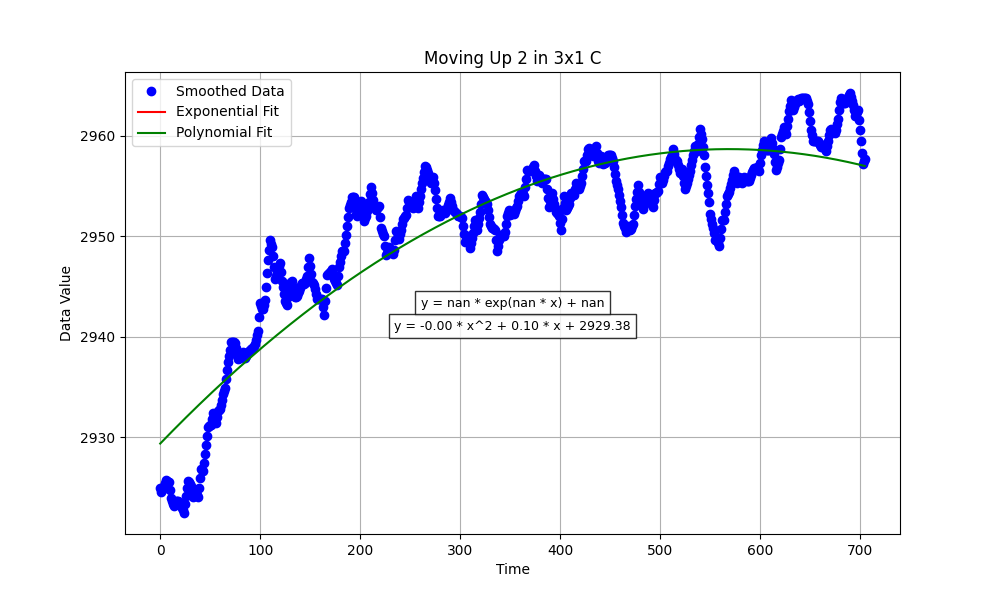 Moving Up 2 in 3x1 C
Smoothed Data
Exponential Fit
Polynomial Fit
Data Value
2960
2950
2940
2930
y = nan * exp(nan * x) + nan
y = -0.00 * x^2 + 0.10 * x + 2929.38
0 100 200 300 400 500 600 700
Time